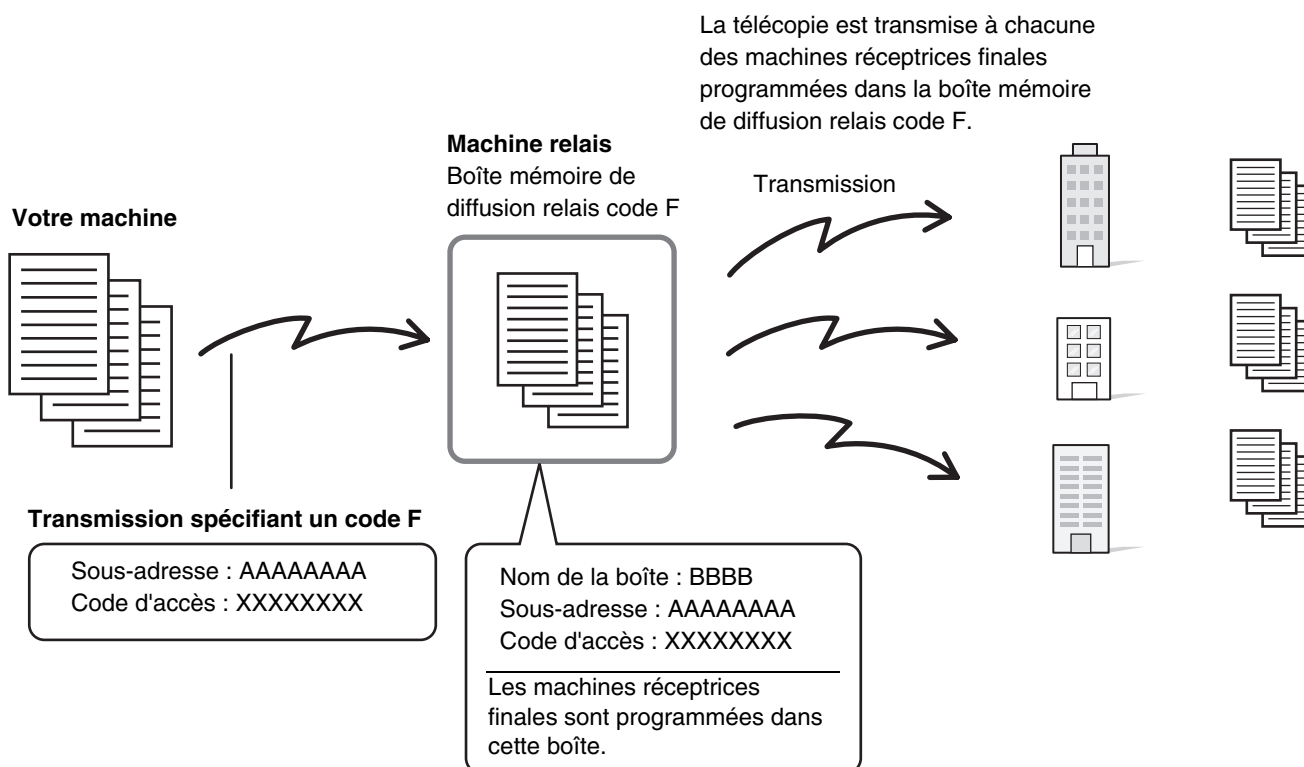 La télécopie est transmise à chacune
des machines réceptrices finales
programmées dans la boîte mémoire
de diffusion relais code F.
Machine relais
Boîte mémoire de
diffusion relais code F
Transmission
Votre machine
Transmission spécifiant un code F
Sous-adresse : AAAAAAAA
Code d'accès : XXXXXXXX
Nom de la boîte : BBBB
Sous-adresse : AAAAAAAA
Code d'accès : XXXXXXXX
Les machines réceptrices
finales sont programmées dans
cette boîte.